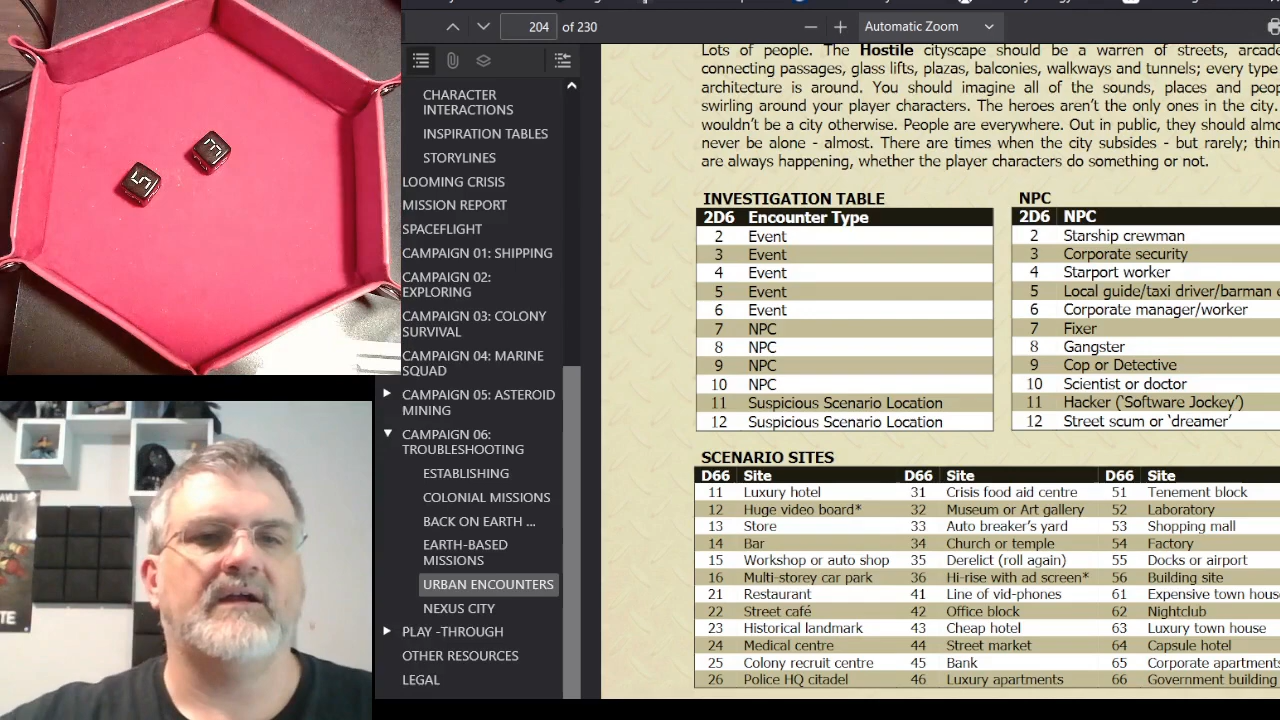 204 of 230
Automatic Zoom
CHARACTER
INTERACTIONS
INSPIRATION TABLES
STORYLINES
LOOMING CRISIS
MISSION REPORT
SPACEFLIGHT
CAMPAIGN 01: SHIPPING
CAMPAIGN 02:
EXPLORING
CAMPAIGN 03: COLONY
SURVIVAL
CAMPAIGN 04: MARINE
SQUAD
CAMPAIGN 05: ASTEROID
MINING
CAMPAIGN 06:
TROUBLESHOOTING
ESTABLISHING
COLONIAL MISSIONS
BACK ON EARTH ...
EARTH-BASED
MISSIONS
URBAN ENCOUNTERS
NEXUS CITY
PLAY -THROUGH
OTHER RESOURCES
LEGAL
Lots of people. The Hostile cityscape should be a warren of streets,
connecting passages, glass lifts, plazas, balconies, walkways and tunnels; every type
architecture is around. You should imagine all of the sounds, places and
swirling around your player characters. The heroes aren't the only ones in the city.
wouldn't be a city otherwise. People are everywhere. Out in public, they should
never be alone - almost. There are times when the city subsides - but rarely;
are always happening, whether the player characters do something or not.
INVESTIGATION TABLE
2D6 Encounter Type
2 Event
3 Event
4 Event
5 Event
6 Event
7 NPC
8 NPC
9 NPC
10 NPC
11 Suspicious Scenario Location
12 Suspicious Scenario Location
NPC
2D6 NPC
2 Starship crewman
3 Corporate security
4 Starport worker
5 Local guide/taxi driver/barman
6 Corporate manager/worker
7 Fixer
8 Gangster
9 Cop or Detective
10 Scientist or doctor
11 Hacker ('Software Jockey')
12 Street scum or 'dreamer'
SCENARIO SITES
D66 Site D66 Site D66 Site
11 Luxury hotel 31 Crisis food aid centre 51 Tenement block
12 Huge video board* 32 Museum or Art gallery 52 Laboratory
13 Store 33 Auto breaker's yard 53 Shopping mall
14 Bar 34 Church or temple 54 Factory
15 Workshop or auto shop 35 Derelict (roll again) 55 Docks or airport
16 Multi-storey car park 36 Hi-rise with ad screen* 56 Building site
21 Restaurant 41 Line of vid-phones 61 Expensive town
22 Street café 42 Office block 62 Nightclub
23 Historical landmark 43 Cheap hotel 63 Luxury town house
24 Medical centre 44 Street market 64 Capsule hotel
25 Colony recruit centre 45 Bank 65 Corporate
26 Police HQ citadel 46 Luxury apartments 66 Government building
5
3